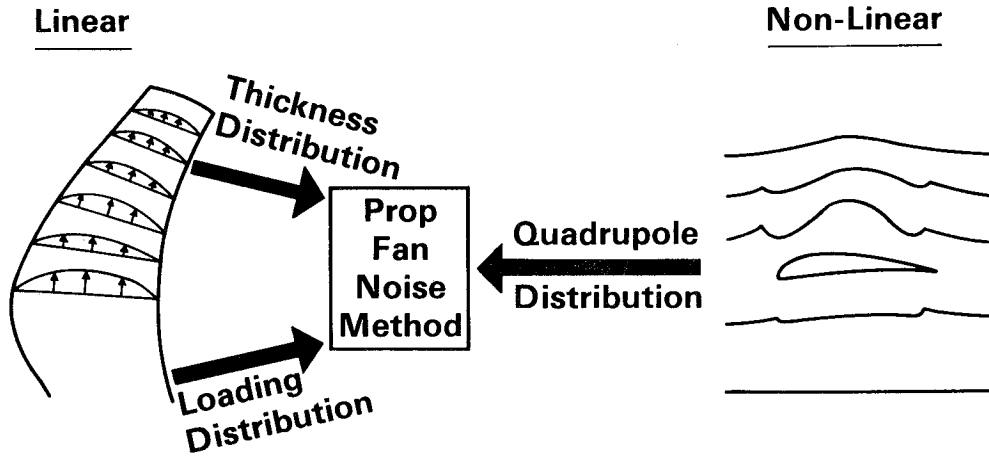 Linear
Non-Linear
Thickness
Distribution
Prop
Fan
Noise
Method
Quadrupole
Distribution
Loading
Distribution